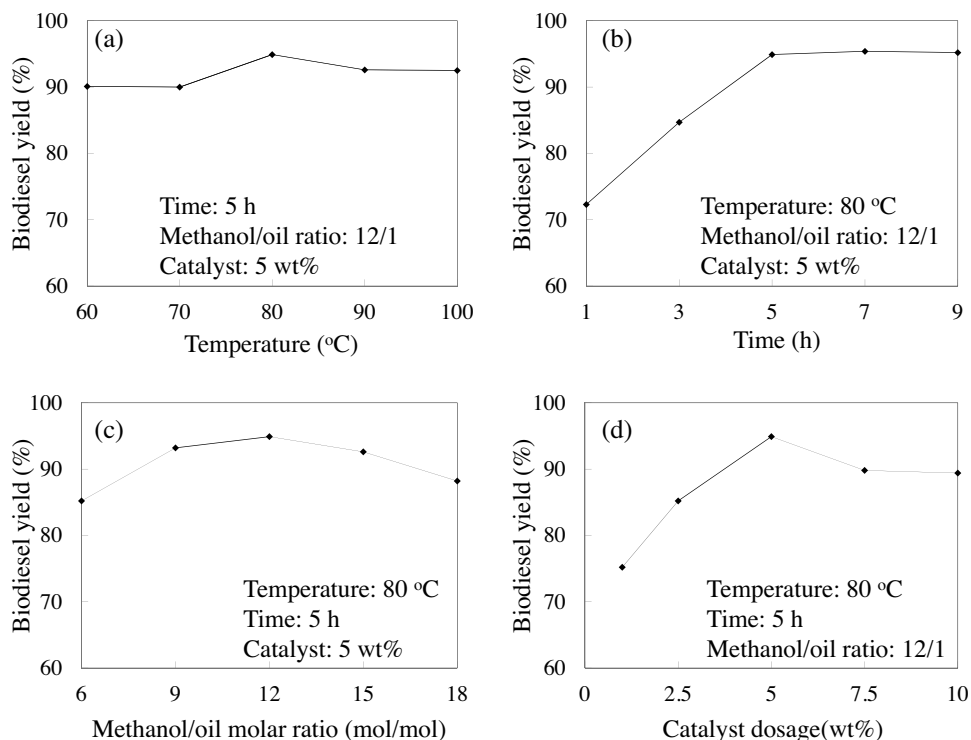 (a)
Biodiesel yield (%)
100
90
80
70
60
Time: 5 h
Methanol/oil ratio: 12/1
Catalyst: 5 wt%
60 70 80 90 100
Temperature (°C)
(b)
Biodiesel yield (%)
100
90
80
70
60
Temperature: 80 °C
Methanol/oil ratio: 12/1
Catalyst: 5 wt%
1 3 5 7 9
Time (h)
(c)
Biodiesel yield (%)
100
90
80
70
60
Temperature: 80 °C
Time: 5 h
Catalyst: 5 wt%
6 9 12 15 18
Methanol/oil molar ratio (mol/mol)
(d)
Biodiesel yield (%)
100
90
80
70
60
Temperature: 80 °C
Time: 5 h
Methanol/oil ratio: 12/1
0 2.5 5 7.5 10
Catalyst dosage(wt%)